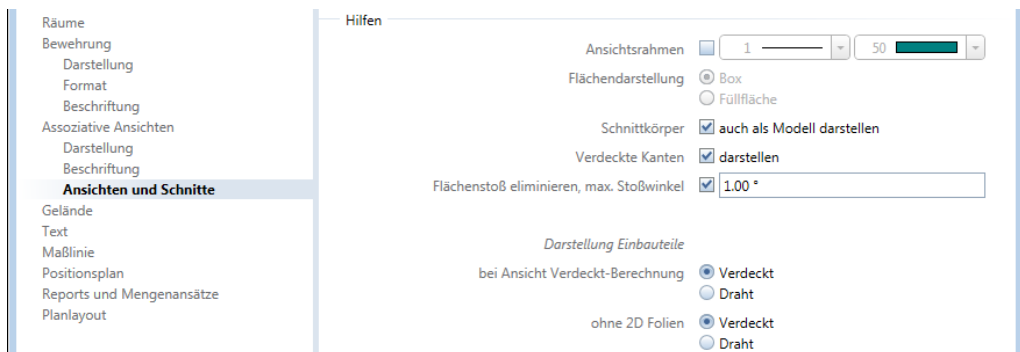 Räume
Bewehrung
Darstellung
Format
Beschriftung
Assoziative Ansichten
Darstellung
Beschriftung
Ansichten und Schnitte
Gelände
Text
Maßlinie
Positionsplan
Reports und Mengenansätze
Planlayout
Hilfen
Ansichtsrahmen 1 50
Flächendarstellung Box
Füllfläche
Schnittkörper auch als Modell darstellen
Verdeckte Kanten darstellen
Flächenstoß eliminieren, max. Stoßwinkel 1.00 °
Darstellung Einbauteile
bei Ansicht Verdeckt-Berechnung Verdeckt
Draht
ohne 2D Folien Verdeckt
Draht